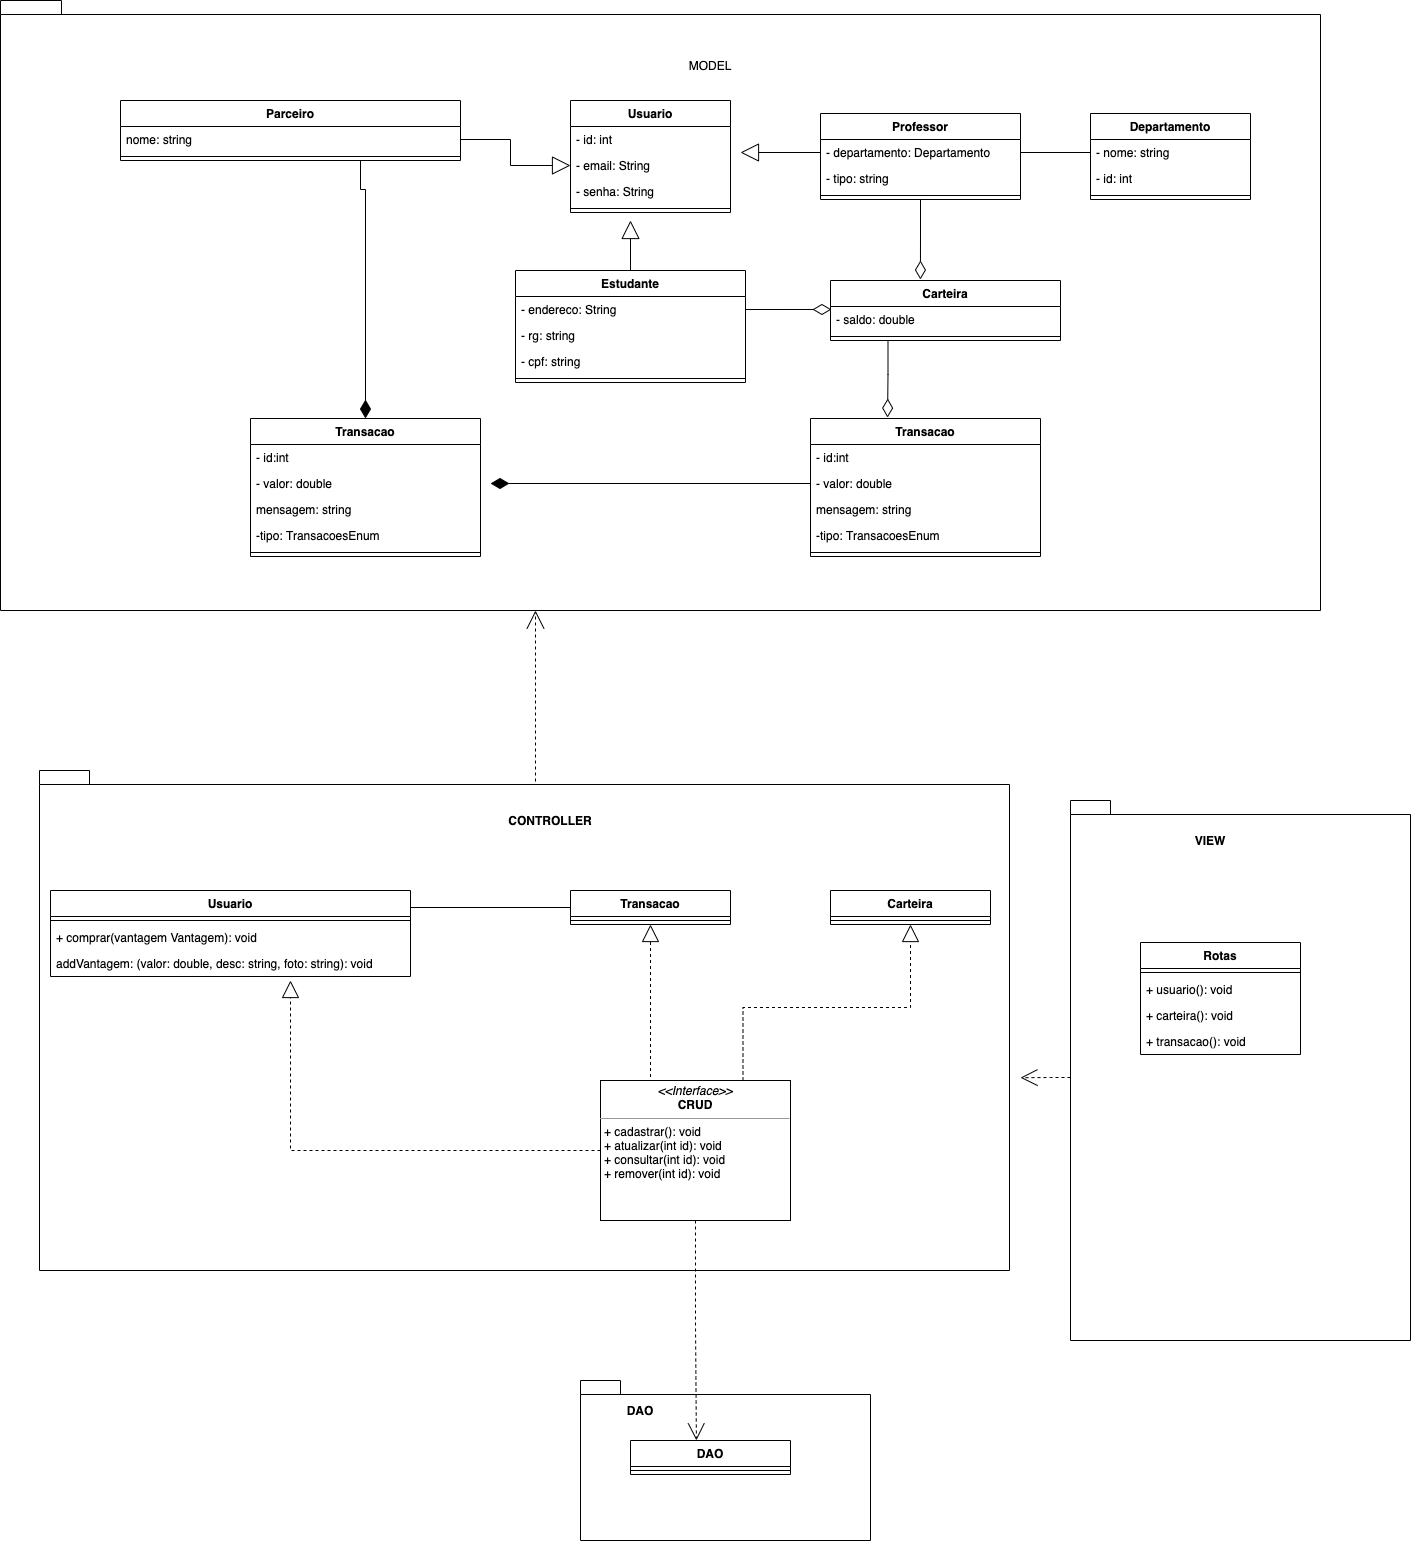 MODEL
Parceiro
nome: string
Usuario
- id: int
- email: String
- senha: String
Professor
- departamento: Departamento
- tipo: string
Departamento
- nome: string
- id: int
Estudante
- endereco: String
- rg: string
- cpf: string
Carteira
- saldo: double
Transacao
- id:int
- valor: double
mensagem: string
-tipo: TransacoesEnum
Transacao
- id:int
- valor: double
mensagem: string
-tipo: TransacoesEnum
CONTROLLER
Usuario
+ comprar(vantagem Vantagem): void
addVantagem: (valor: double, desc: string, foto: string): void
Transacao
Carteira
<<Interface>>
CRUD
+ cadastrar(): void
+ atualizar(int id): void
+ consultar(int id): void
+ remover(int id): void
VIEW
Rotas
+ usuario(): void
+ carteira(): void
+ transacao(): void
DAO
DAO